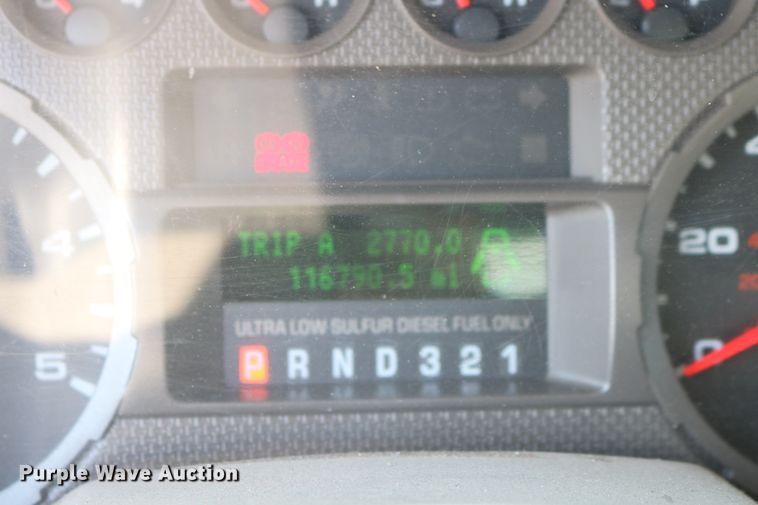 4
5
TRIP A 2770.0
116790.5 mi
ULTRA LOW SULFUR DIESEL FUEL ONLY
P R N D 3 2 1
20
0
Purple Wave Auction